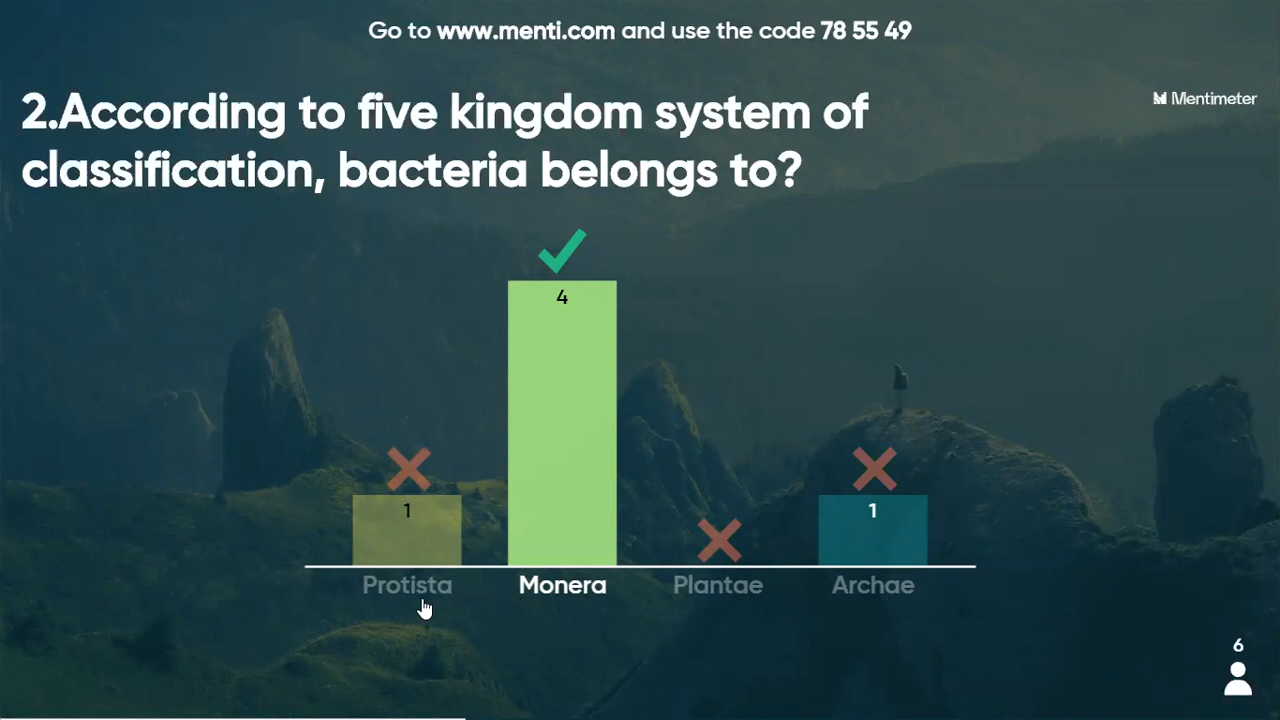 Go to www.menti.com and use the code 78 55 49
Mentimeter
2.According to five kingdom system of
classification, bacteria belongs to?
4
1
1
Protista
Monera
Plantae
Archae
6